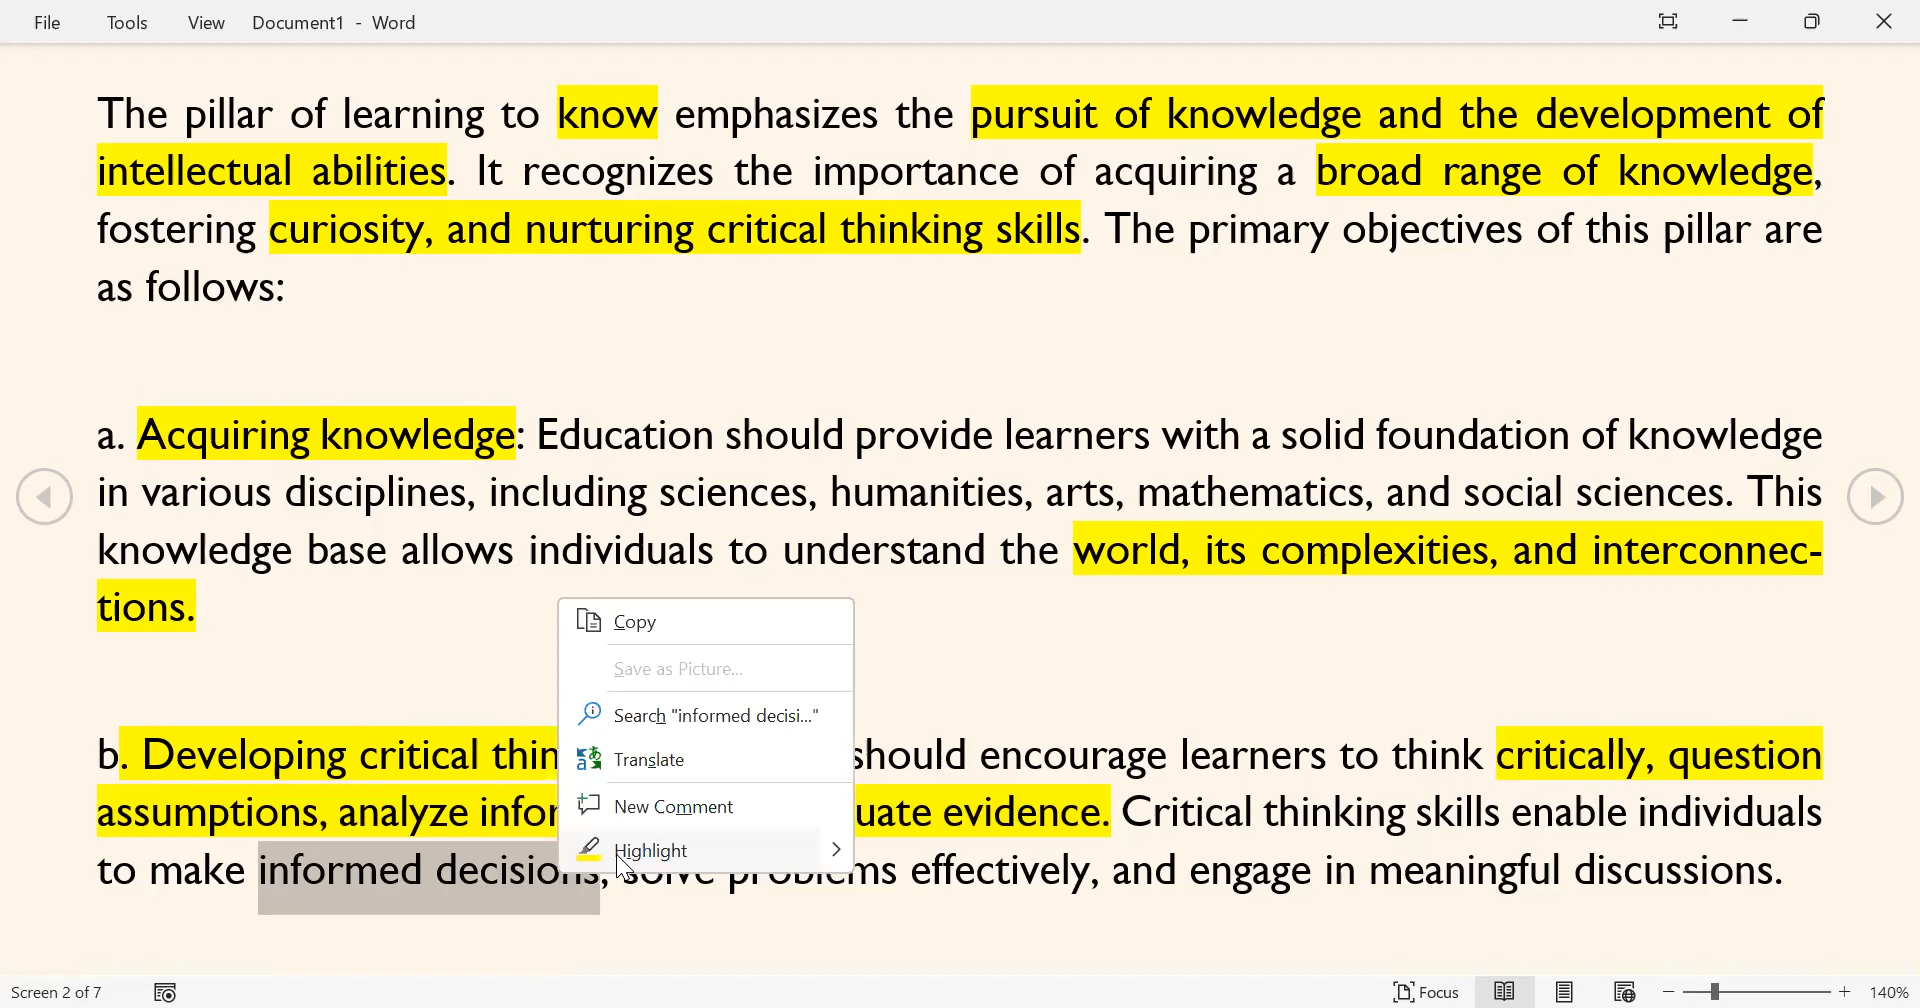 File Tools View Document1 - Word
The pillar of learning to know emphasizes the pursuit of knowledge and the development of
intellectual abilities. It recognizes the importance of acquiring a broad range of knowledge,
fostering curiosity, and nurturing critical thinking skills. The primary objectives of this pillar are
as follows:
a. Acquiring knowledge: Education should provide learners with a solid foundation of knowledge
in various disciplines, including sciences, humanities, arts, mathematics, and social sciences. This
knowledge base allows individuals to understand the world, its complexities, and interconnec-
tions.
Copy
Save as Picture...
Search "informed decisi..."
Translate
New Comment
Highlight
b. Developing critical thin should encourage learners to think critically, question
assumptions, analyze infor uate evidence. Critical thinking skills enable individuals
to make informed decisions, solve problems effectively, and engage in meaningful discussions.
Screen 2 of 7 Focus 140%